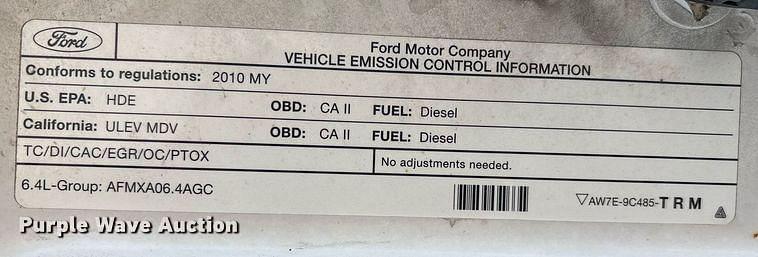 Ford
Ford Motor Company
VEHICLE EMISSION CONTROL INFORMATION
Conforms to regulations: 2010 MY
U.S. EPA: HDE OBD: CA II FUEL: Diesel
California: ULEV MDV OBD: CA II FUEL: Diesel
TC/DI/CAC/EGR/OC/PTOX No adjustments needed.
6.4L-Group: AFMXA06.4AGC ▽AW7E-9C485-TRM
Purple Wave Auction